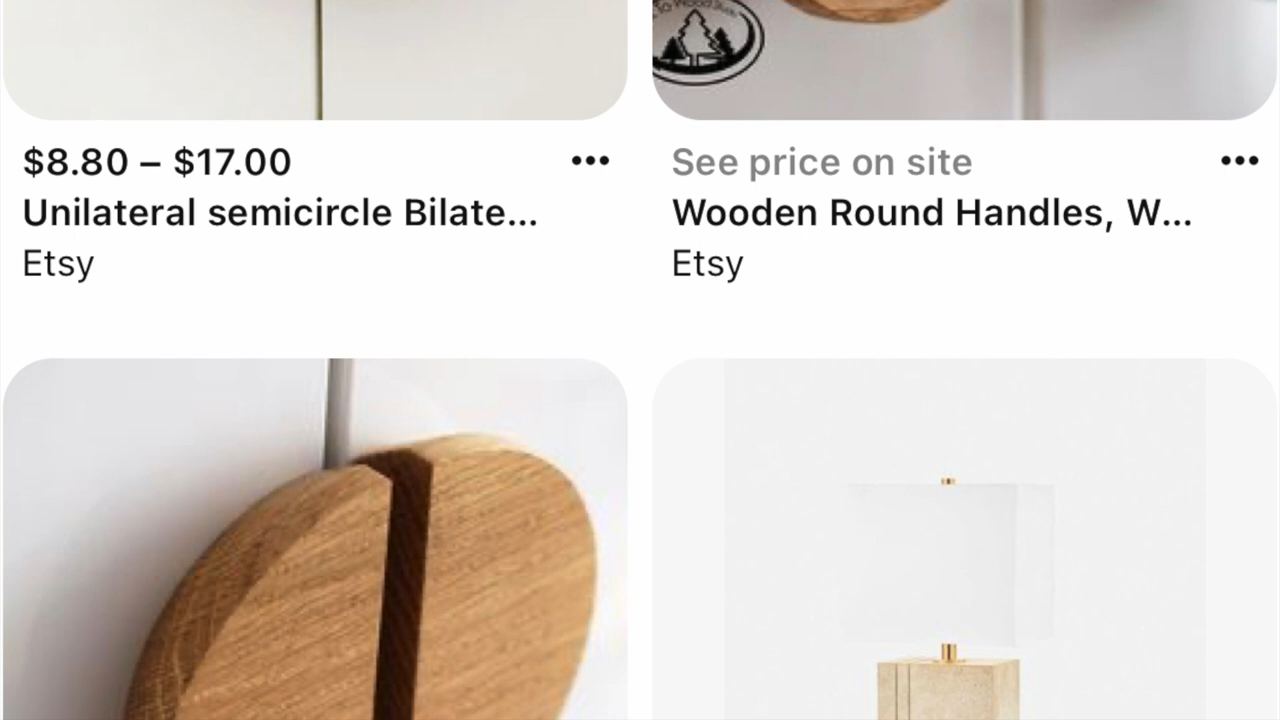 $8.80 – $17.00
Unilateral semicircle Bilate...
Etsy
See price on site
Wooden Round Handles, W...
Etsy